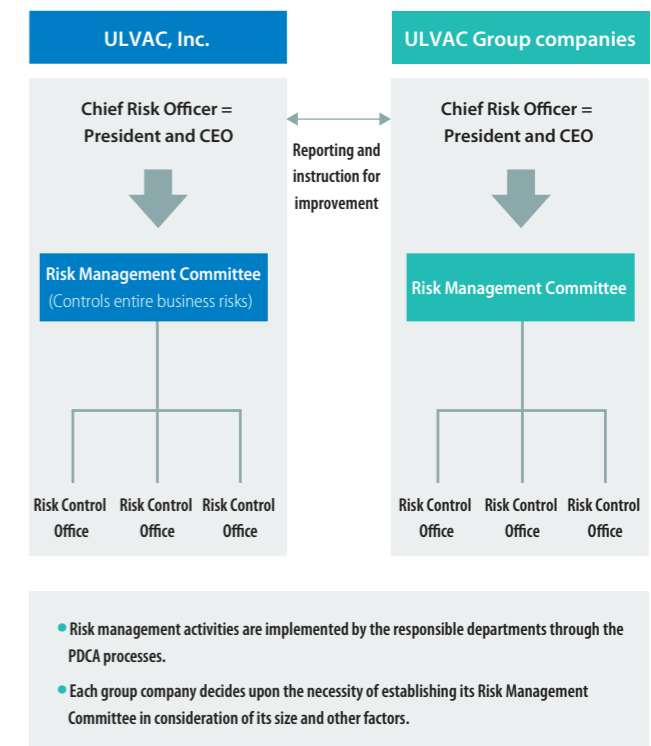 ULVAC, Inc.
Chief Risk Officer =
President and CEO
Risk Management Committee
(Controls entire business risks)
Risk Control
Office
Risk Control
Office
Risk Control
Office
Reporting and
instruction for
improvement
ULVAC Group companies
Chief Risk Officer =
President and CEO
Risk Management Committee
Risk Control
Office
Risk Control
Office
Risk Control
Office
• Risk management activities are implemented by the responsible departments through the
PDCA processes.
• Each group company decides upon the necessity of establishing its Risk Management
Committee in consideration of its size and other factors.